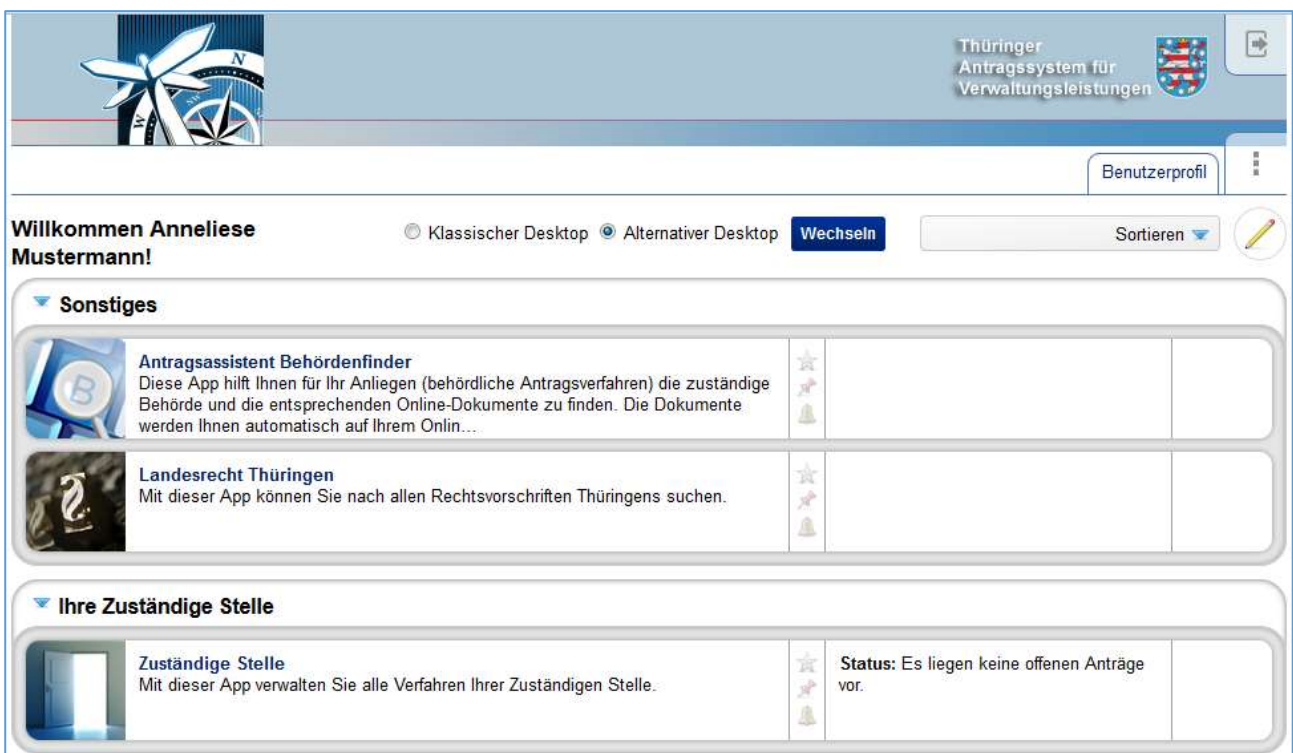 Thüringer
Antragssystem für
Verwaltungsleistungen
N
NW
W
W
Benutzerprofil
Willkommen Anneliese
Mustermann!
Klassischer Desktop Alternativer Desktop Wechseln Sortieren
Sonstiges
B
Antragsassistent Behördenfinder
Diese App hilft Ihnen für Ihr Anliegen (behördliche Antragsverfahren) die zuständige
Behörde und die entsprechenden Online-Dokumente zu finden. Die Dokumente
werden Ihnen automatisch auf Ihrem Onlin...
§
Landesrecht Thüringen
Mit dieser App können Sie nach allen Rechtsvorschriften Thüringens suchen.
Ihre Zuständige Stelle
Zuständige Stelle
Mit dieser App verwalten Sie alle Verfahren Ihrer Zuständigen Stelle.
Status: Es liegen keine offenen Anträge
vor.